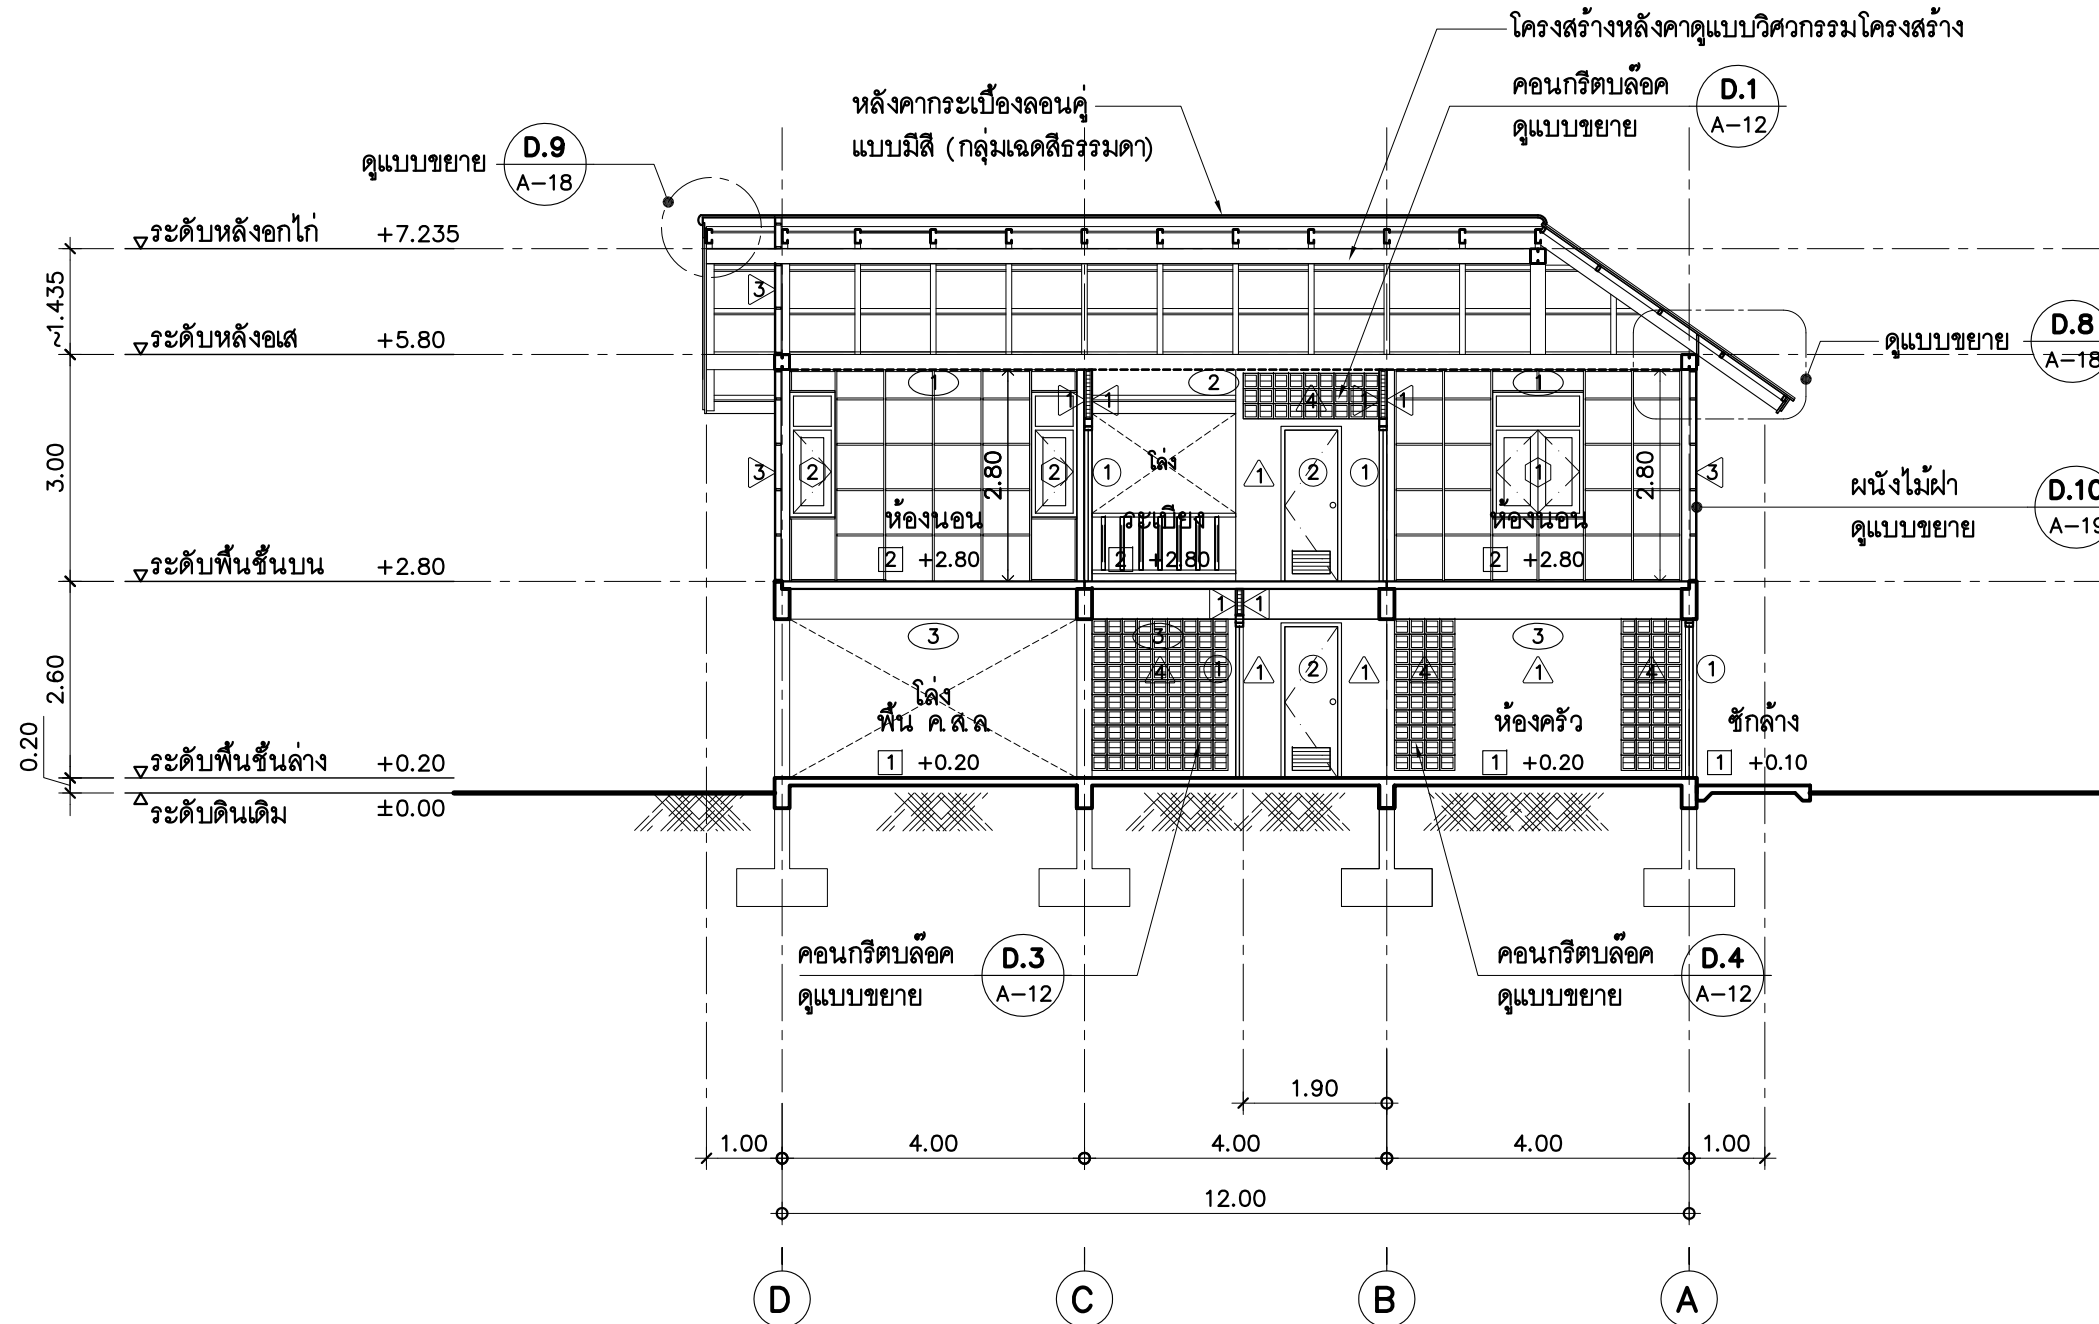 โครงสร้างหลังคาดูแบบวิศวกรรมโครงสร้าง
คอนกรีตบล๊อค
ดูแบบขยาย
D.1
A-12
หลังคากระเบื้องลอนคู่
แบบมีสี (กลุ่มเฉดสีธรรมดา)
ดูแบบขยาย
D.9
A-18
ระดับหลังอกไก่ +7.235
~1.435
3
ระดับหลังอเส +5.80
ดูแบบขยาย
D.8
A-18
1 2 1
1 1 4 1 1
3.00
3 2 2.80 2 1 โล่ง 1 2 1 1 2.80 3
ผนังไม้ฝา
ดูแบบขยาย
D.10
A-19
ห้องนอน ระเบียง ห้องนอน
2 +2.80 2 +2.80 2 +2.80
ระดับพื้นชั้นบน +2.80
1 1
3 3 3
2.60
4 1 1 2 1 4 1 4 1
โล่ง
พื้น ค.ส.ล. ห้องครัว ซักล้าง
1 +0.20 1 +0.20 1 +0.10
0.20
ระดับพื้นชั้นล่าง +0.20
ระดับดินเดิม ±0.00
คอนกรีตบล๊อค
ดูแบบขยาย
D.3
A-12
คอนกรีตบล๊อค
ดูแบบขยาย
D.4
A-12
1.90
1.00 4.00 4.00 4.00 1.00
12.00
D C B A